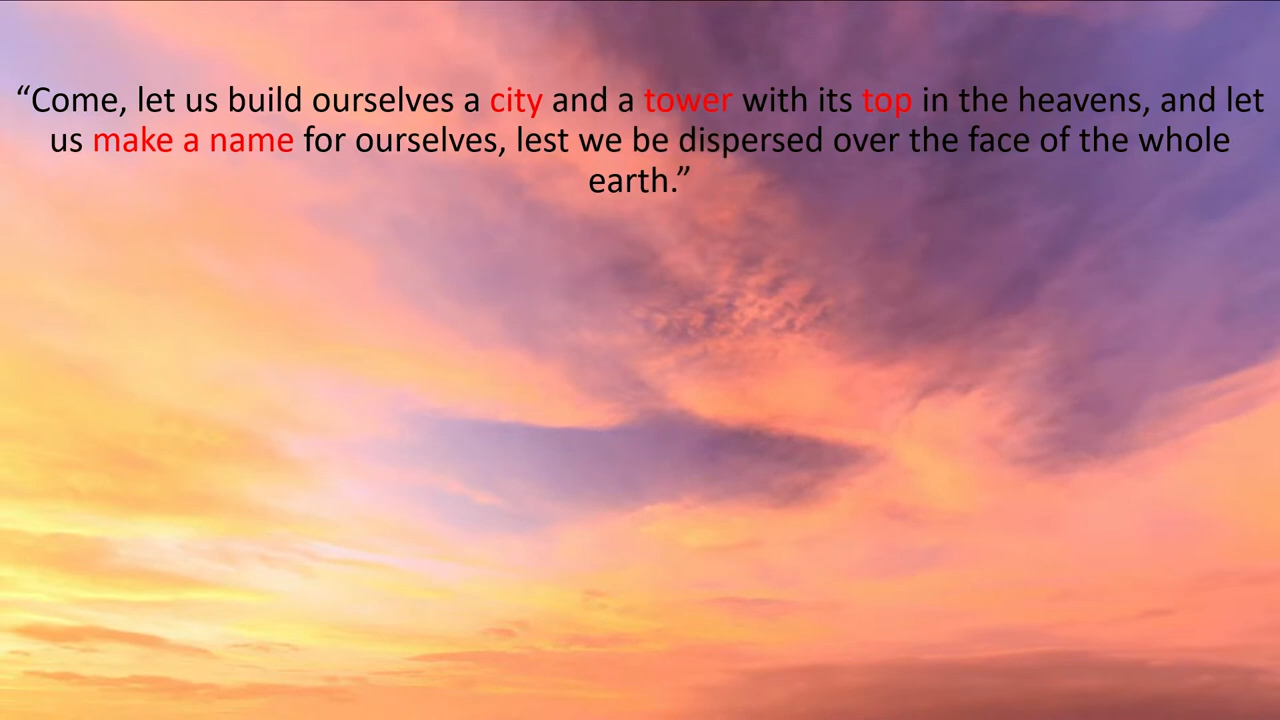 “Come, let us build ourselves a city and a tower with its top in the heavens, and let
us make a name for ourselves, lest we be dispersed over the face of the whole
earth.”